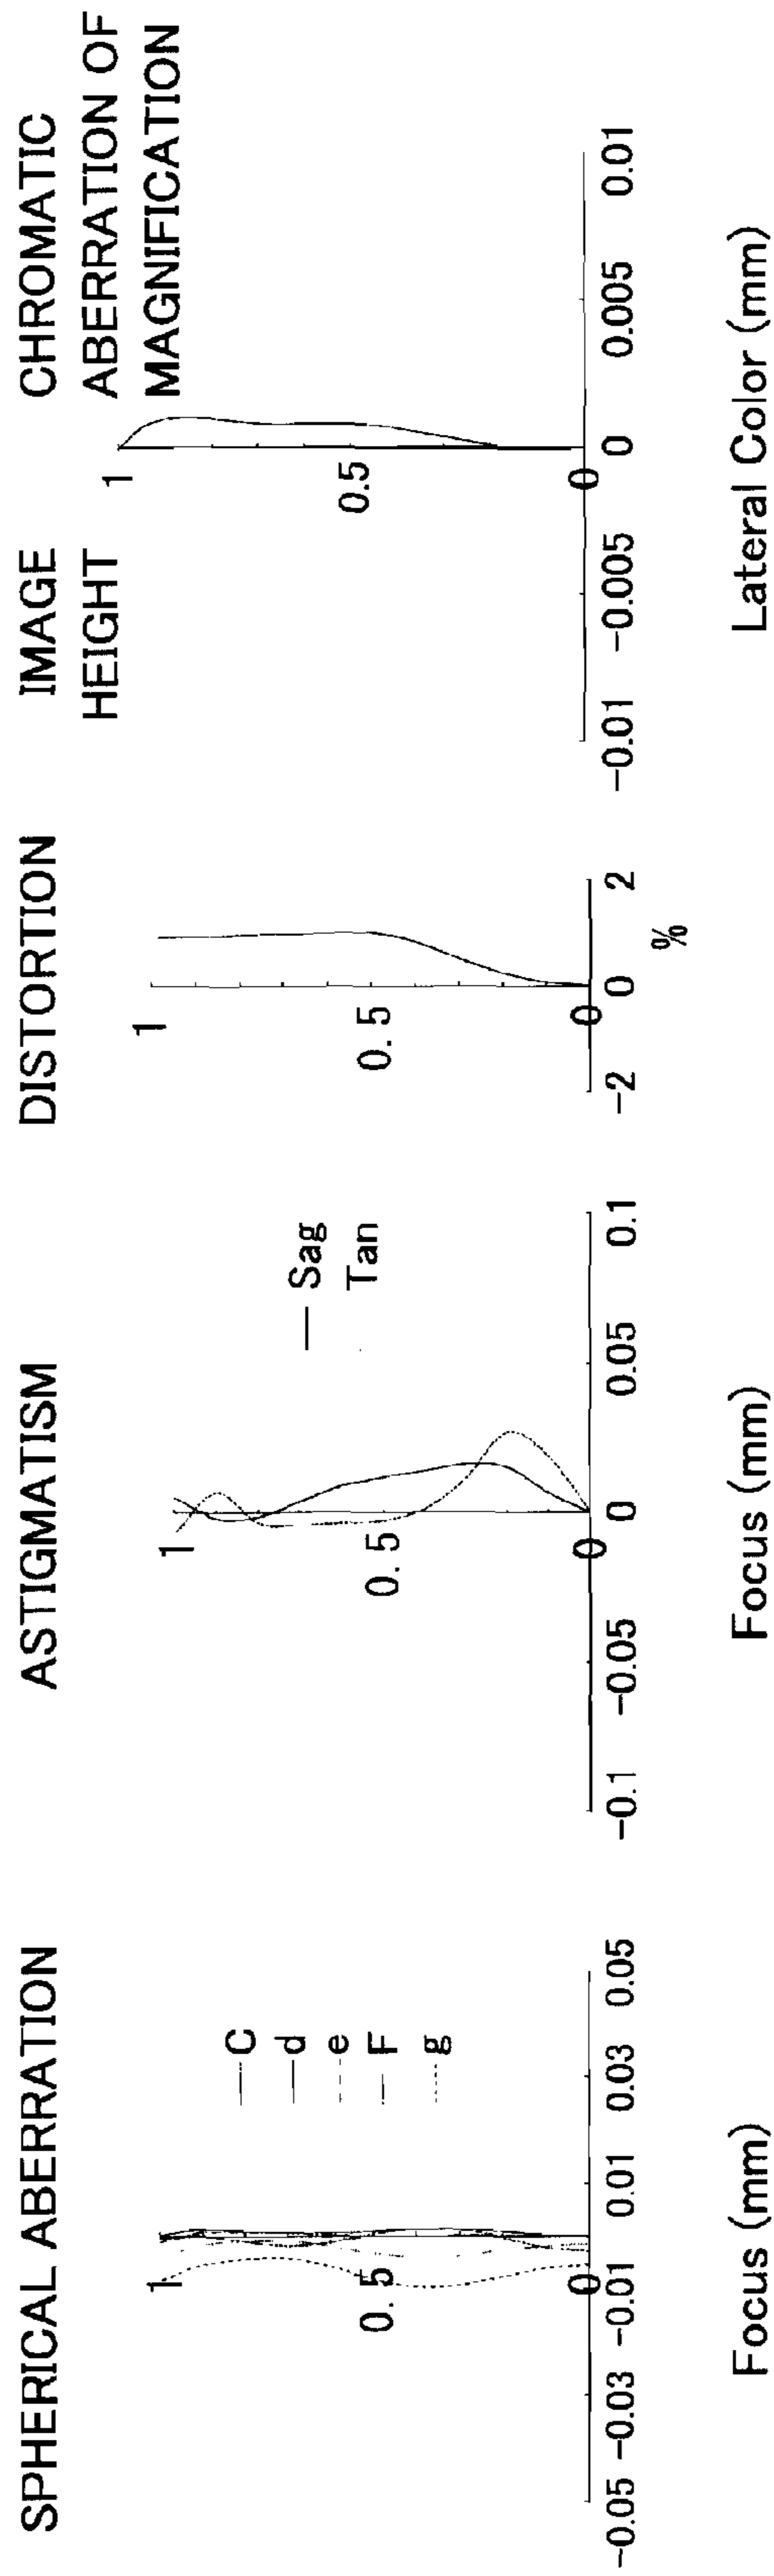 SPHERICAL ABERRATION
1
0.5
0
C
d
e
F
g
−0.05 −0.03 −0.01 0.01 0.03 0.05
Focus (mm)
ASTIGMATISM
1
0.5
0
Sag
Tan
−0.1 −0.05 0 0.05 0.1
Focus (mm)
DISTORTION
1
0.5
0
−2 0 2
%
IMAGE
HEIGHT
CHROMATIC
ABERRATION OF
MAGNIFICATION
1
0.5
0
−0.01 −0.005 0 0.005 0.01
Lateral Color (mm)